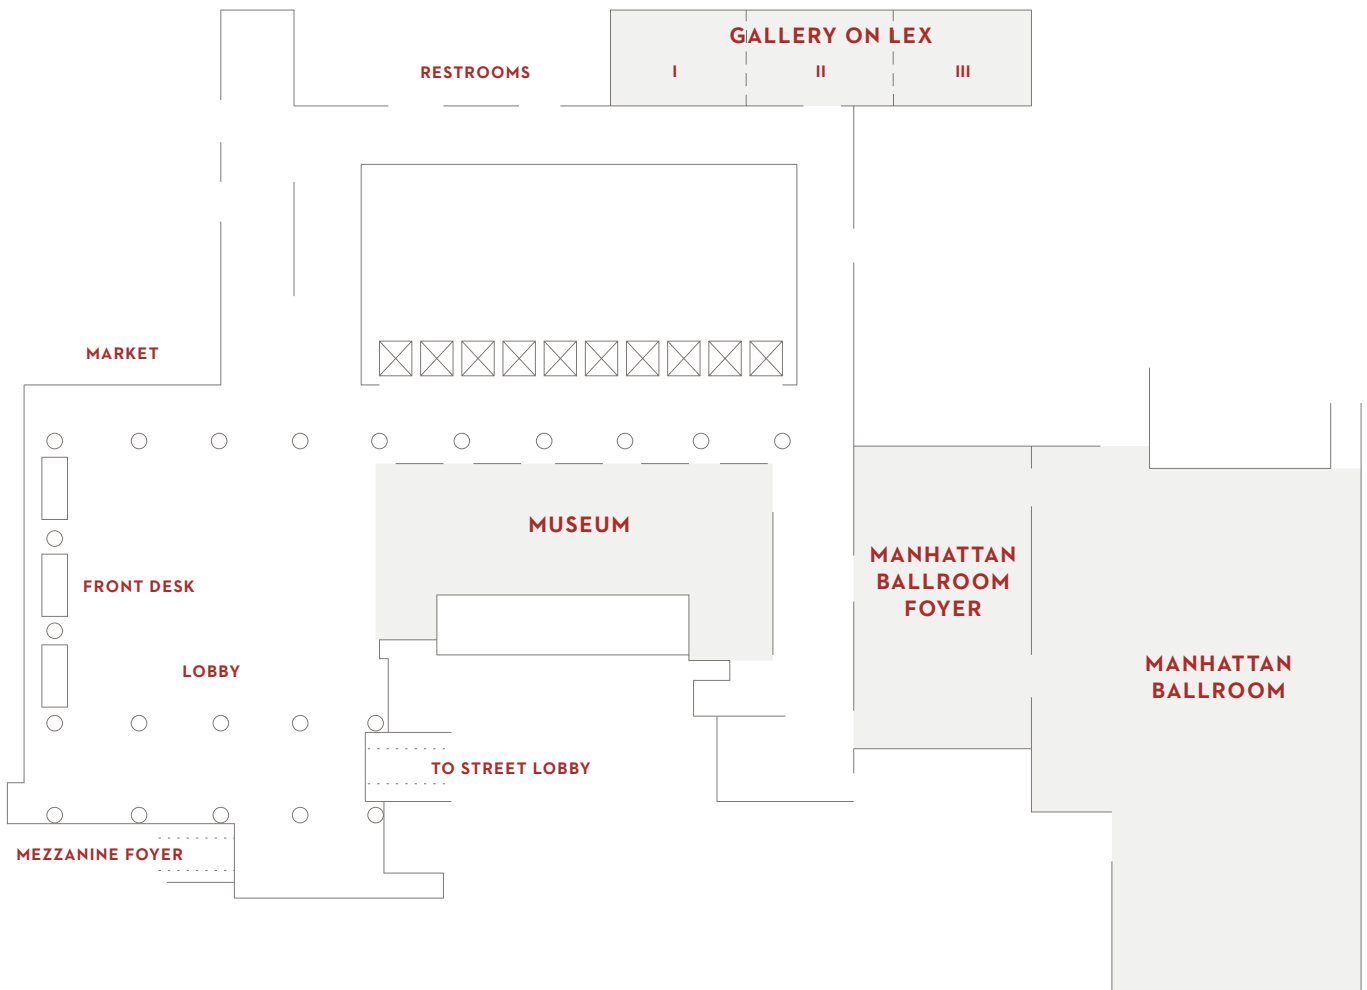 GALLERY ON LEX
RESTROOMS
I
II
III
MARKET
MUSEUM
MANHATTAN
BALLROOM
FOYER
FRONT DESK
LOBBY
MANHATTAN
BALLROOM
TO STREET LOBBY
MEZZANINE FOYER